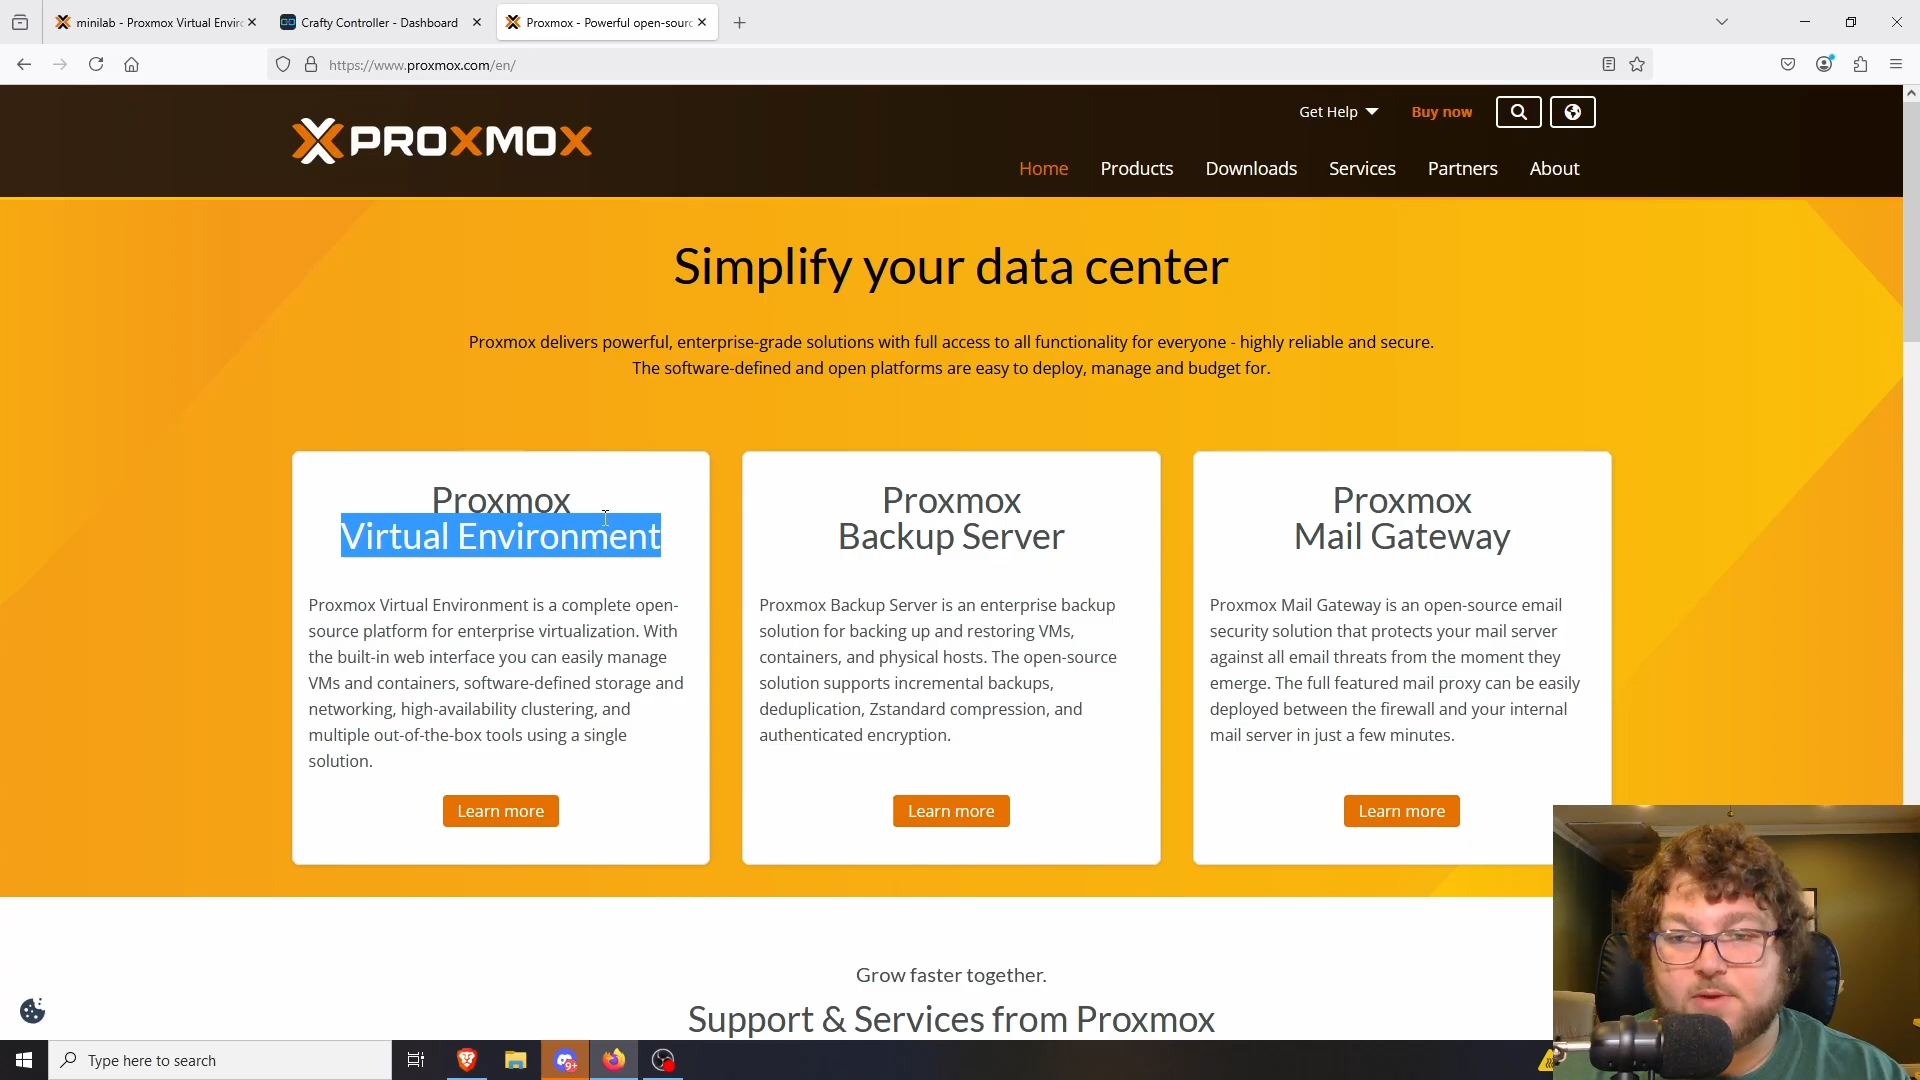 minilab - Proxmox Virtual Envir
Crafty Controller - Dashboard
Proxmox - Powerful open-sourc
https://www.proxmox.com/en/
Get Help
Buy now
PROXMOX
Home
Products
Downloads
Services
Partners
About
Simplify your data center
Proxmox delivers powerful, enterprise-grade solutions with full access to all functionality for everyone - highly reliable and secure.
The software-defined and open platforms are easy to deploy, manage and budget for.
Proxmox
Virtual Environment
Proxmox Virtual Environment is a complete open-
source platform for enterprise virtualization. With
the built-in web interface you can easily manage
VMs and containers, software-defined storage and
networking, high-availability clustering, and
multiple out-of-the-box tools using a single
solution.
Learn more
Proxmox
Backup Server
Proxmox Backup Server is an enterprise backup
solution for backing up and restoring VMs,
containers, and physical hosts. The open-source
solution supports incremental backups,
deduplication, Zstandard compression, and
authenticated encryption.
Learn more
Proxmox
Mail Gateway
Proxmox Mail Gateway is an open-source email
security solution that protects your mail server
against all email threats from the moment they
emerge. The full featured mail proxy can be easily
deployed between the firewall and your internal
mail server in just a few minutes.
Learn more
Grow faster together.
Support & Services from Proxmox
Type here to search
9+